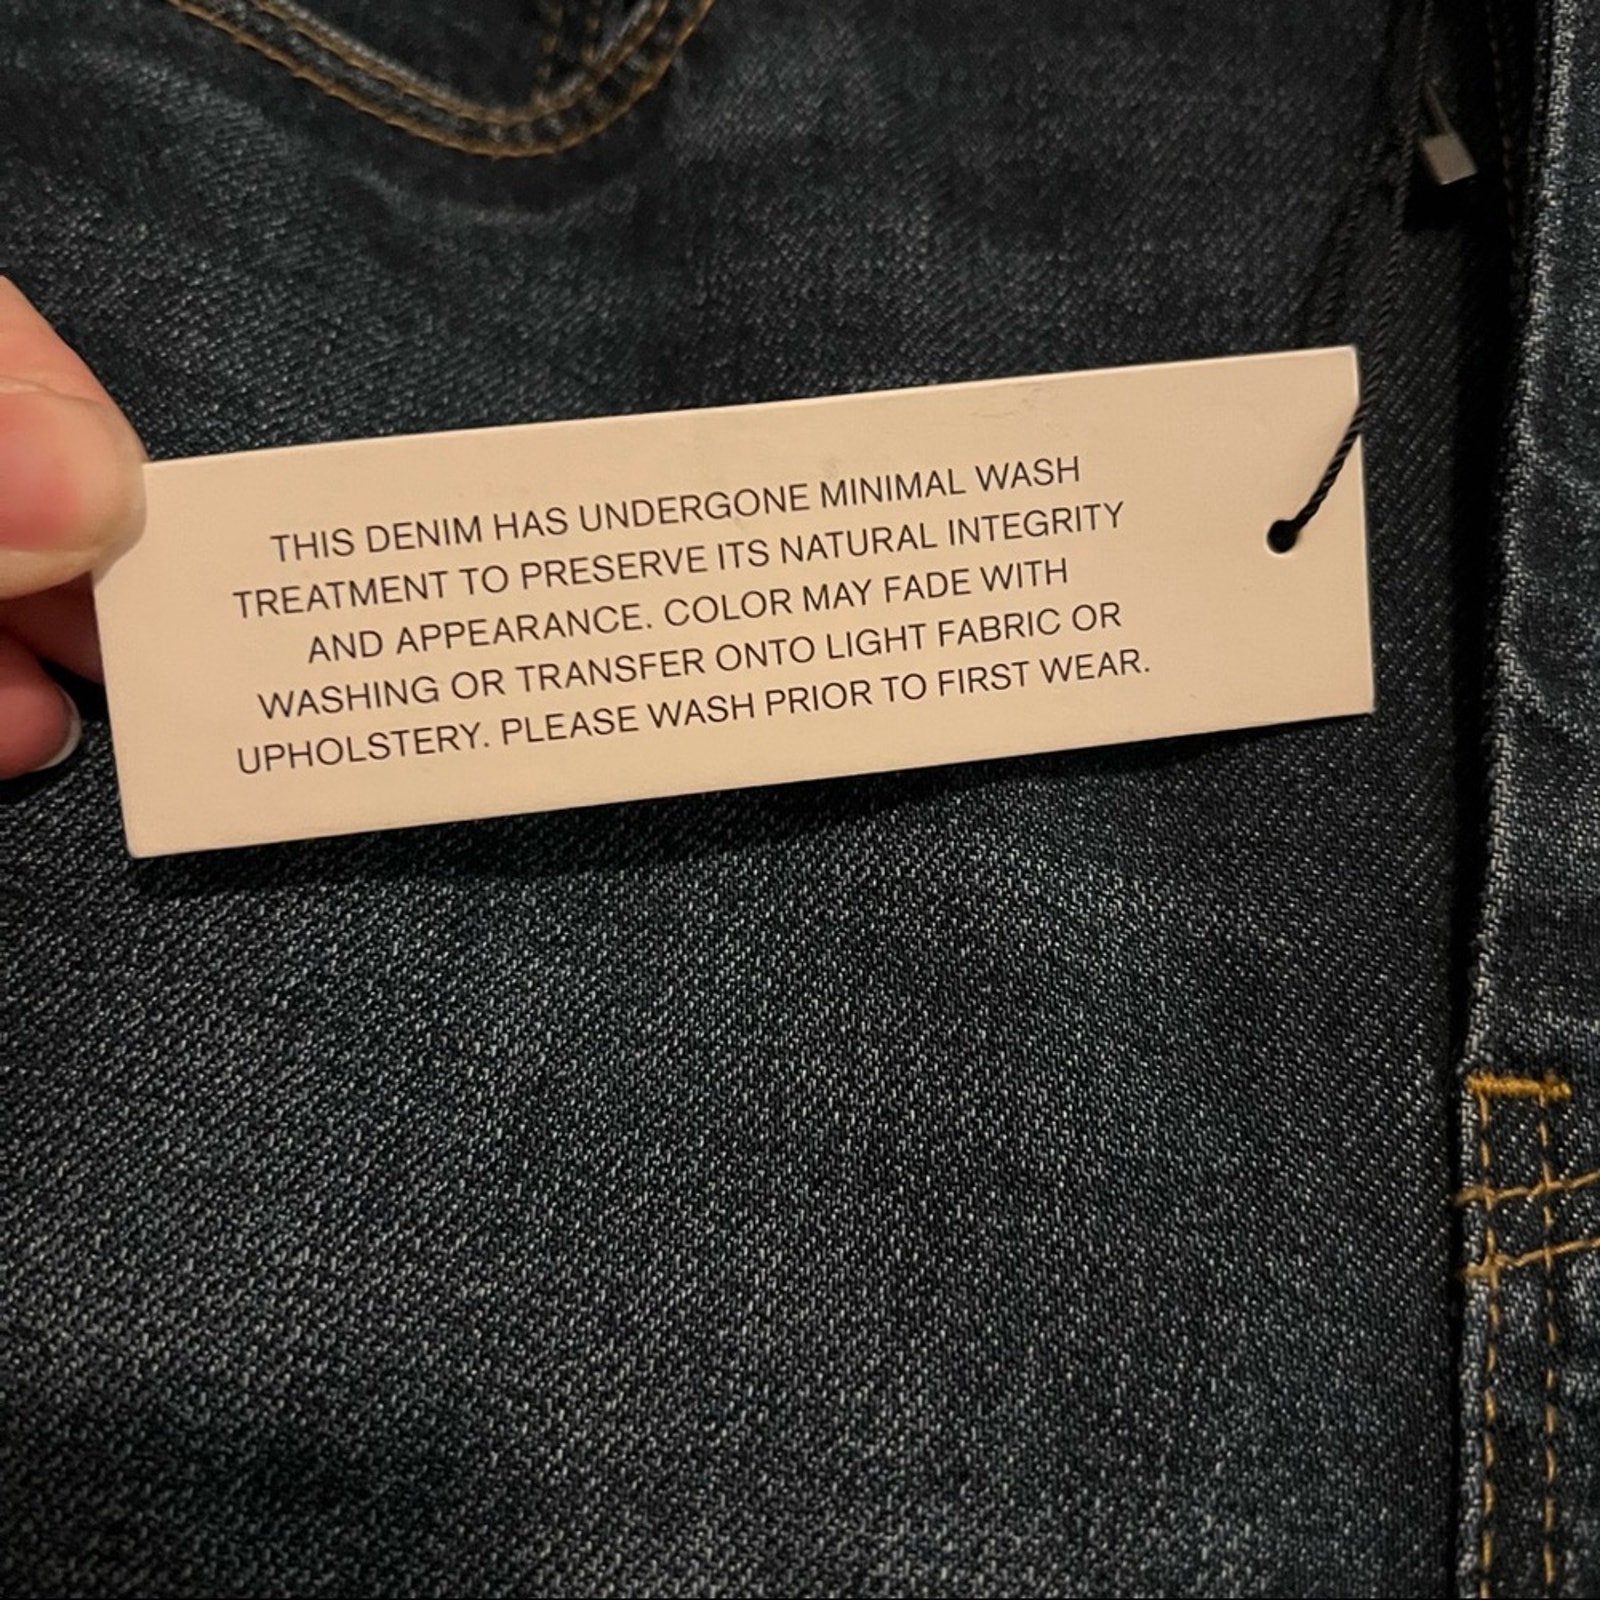 THIS DENIM HAS UNDERGONE MINIMAL WASH
TREATMENT TO PRESERVE ITS NATURAL INTEGRITY
AND APPEARANCE. COLOR MAY FADE WITH
WASHING OR TRANSFER ONTO LIGHT FABRIC OR
UPHOLSTERY. PLEASE WASH PRIOR TO FIRST WEAR.